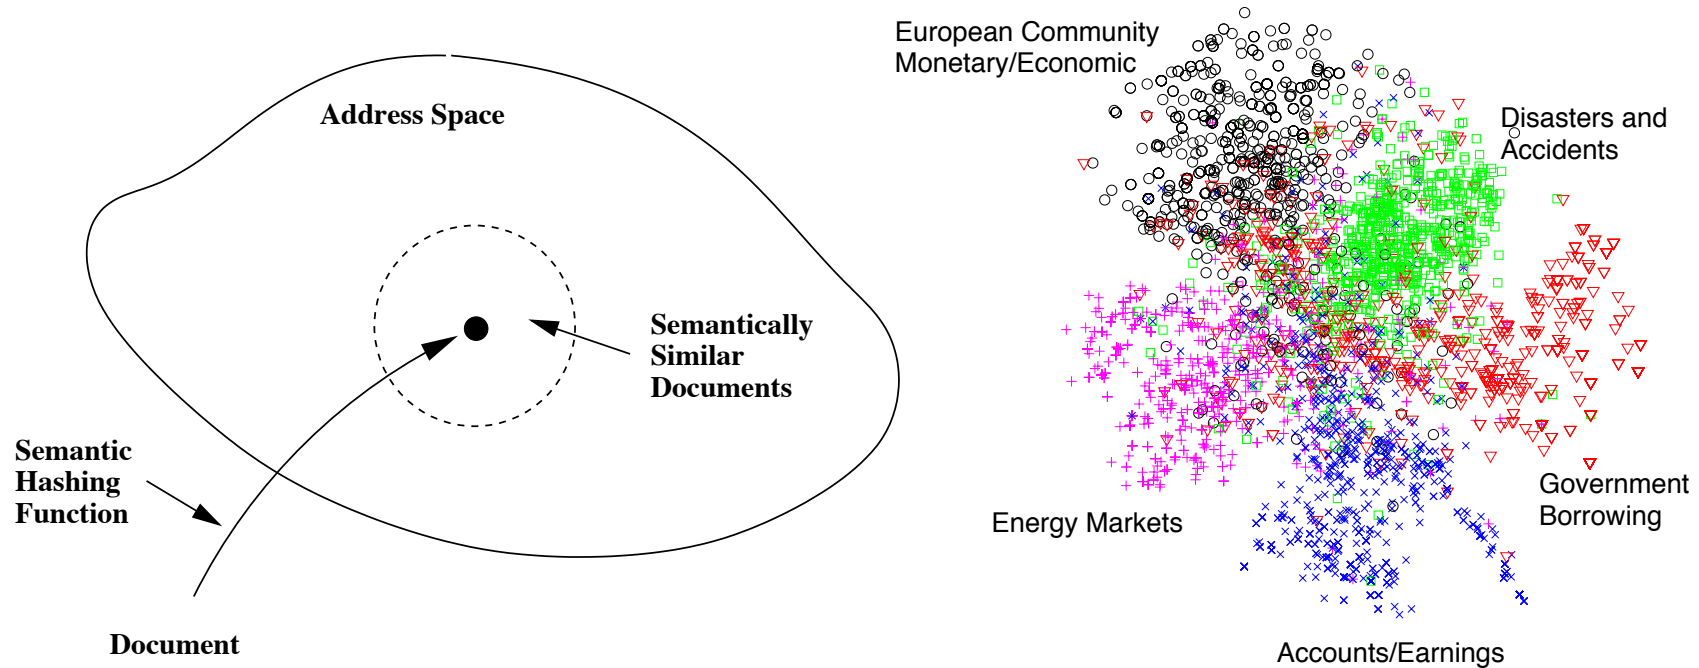 Address Space
Semantically
Similar
Documents
Semantic
Hashing
Function
Document
European Community
Monetary/Economic
Disasters and
Accidents
Energy Markets
Government
Borrowing
Accounts/Earnings